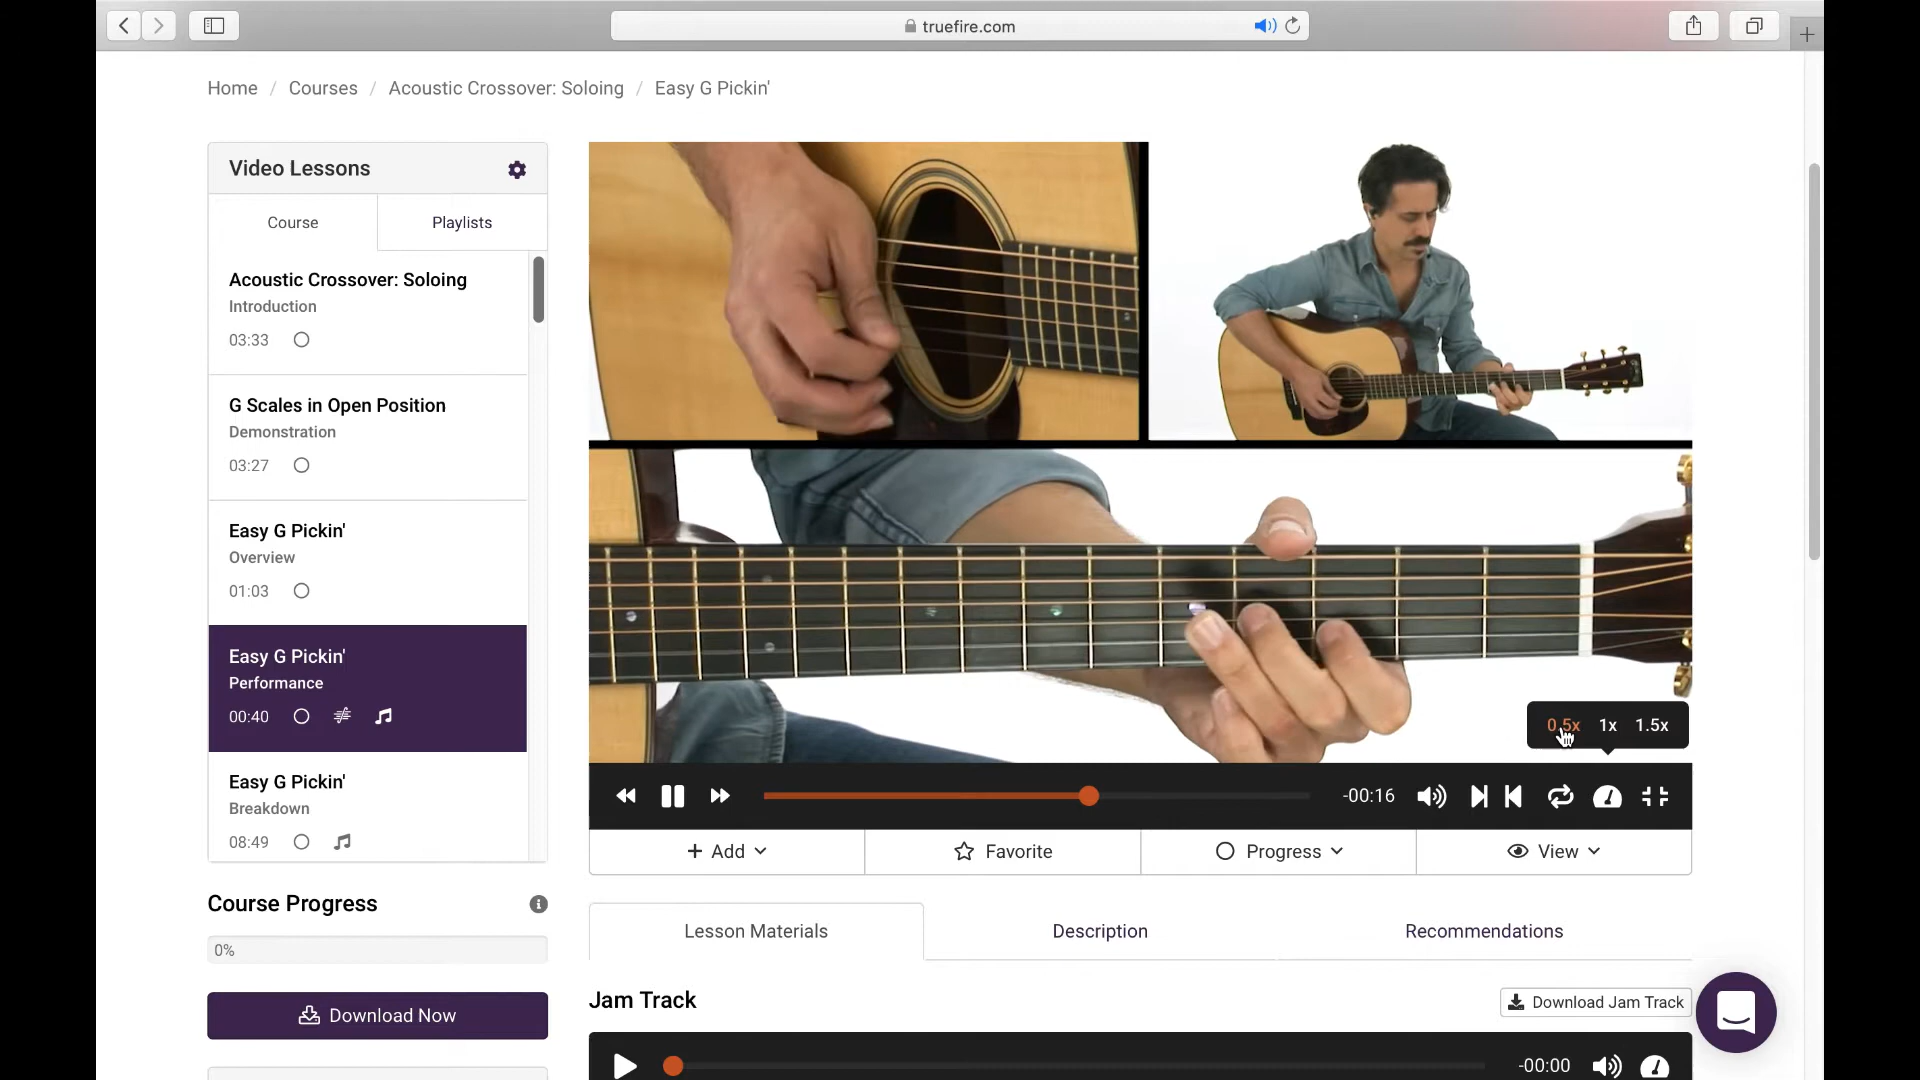 truefire.com
Home / Courses / Acoustic Crossover: Soloing / Easy G Pickin'
Video Lessons
Course
Playlists
Acoustic Crossover: Soloing
Introduction
03:33
G Scales in Open Position
Demonstration
03:27
Easy G Pickin'
Overview
01:03
Easy G Pickin'
Performance
00:40
Easy G Pickin'
Breakdown
08:49
Course Progress
0%
Download Now
0.5x 1x 1.5x
-00:16
+ Add
Favorite
Progress
View
Lesson Materials
Description
Recommendations
Jam Track
Download Jam Track
-00:00